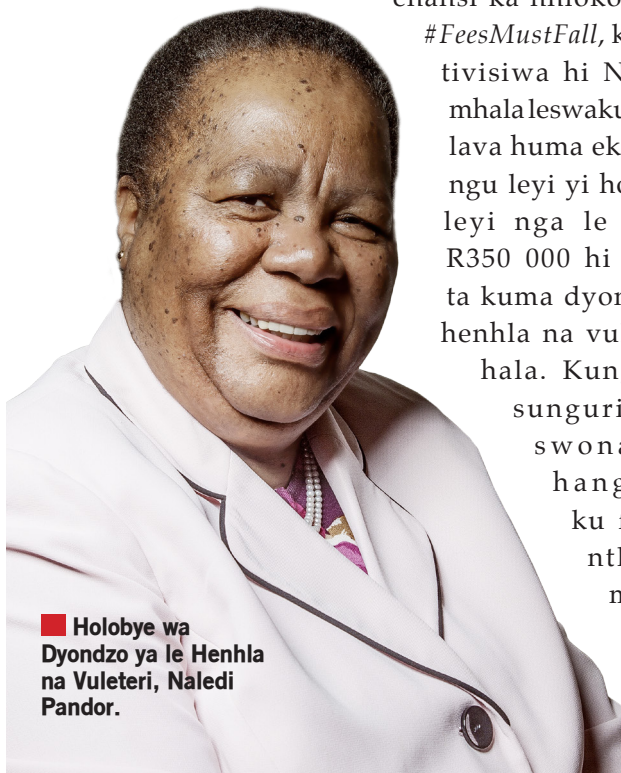 ka
#FeesMustFall, k
tivisiwa hi N
mhala leswaku
lava huma ek
ngu leyi yi ho
leyi nga le
R350 000 hi
ta kuma dyon
henhla na vu
hala. Kun
sunguri
swona
hang
ku
Holobye wa
Dyondzo ya le Henhla
na Vuleteri, Naledi
Pandor.